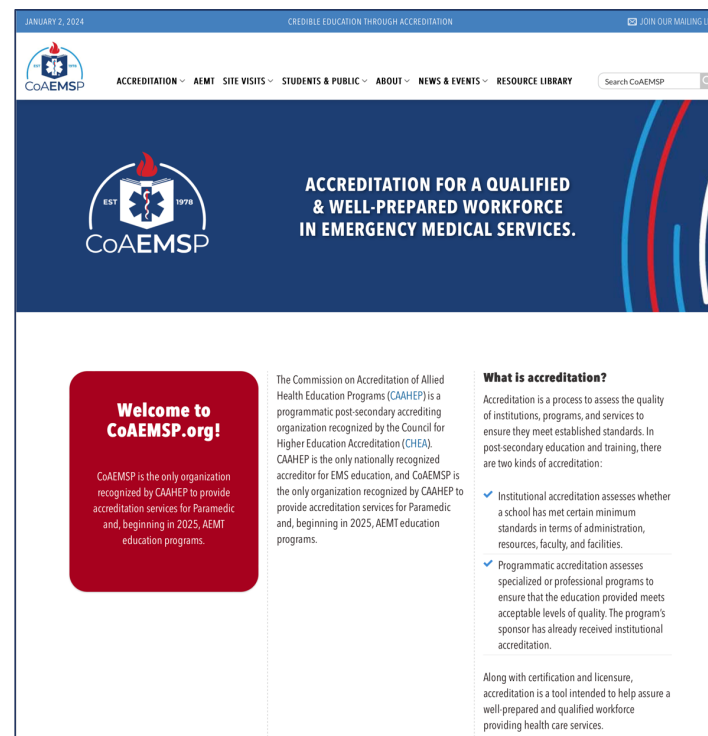 JANUARY 2, 2024
CREDIBLE EDUCATION THROUGH ACCREDITATION
JOIN OUR MAILING
EST 1978
CoAEMSP
ACCREDITATION
AEMT
SITE VISITS
STUDENTS & PUBLIC
ABOUT
NEWS & EVENTS
RESOURCE LIBRARY
Search CoAEMSP
EST 1978
CoAEMSP
ACCREDITATION FOR A QUALIFIED
& WELL-PREPARED WORKFORCE
IN EMERGENCY MEDICAL SERVICES.
Welcome to
CoAEMSP.org!
CoAEMSP is the only organization
recognized by CAAHEP to provide
accreditation services for Paramedic
and, beginning in 2025, AEMT
education programs.
The Commission on Accreditation of Allied
Health Education Programs (CAAHEP) is a
programmatic post-secondary accrediting
organization recognized by the Council for
Higher Education Accreditation (CHEA).
CAAHEP is the only nationally recognized
accreditor for EMS education, and CoAEMSP is
the only organization recognized by CAAHEP to
provide accreditation services for Paramedic
and, beginning in 2025, AEMT education
programs.
What is accreditation?
Accreditation is a process to assess the quality
of institutions, programs, and services to
ensure they meet established standards. In
post-secondary education and training, there
are two kinds of accreditation:
Institutional accreditation assesses whether
a school has met certain minimum
standards in terms of administration,
resources, faculty, and facilities.
Programmatic accreditation assesses
specialized or professional programs to
ensure that the education provided meets
acceptable levels of quality. The program's
sponsor has already received institutional
accreditation.
Along with certification and licensure,
accreditation is a tool intended to help assure a
well-prepared and qualified workforce
providing health care services.